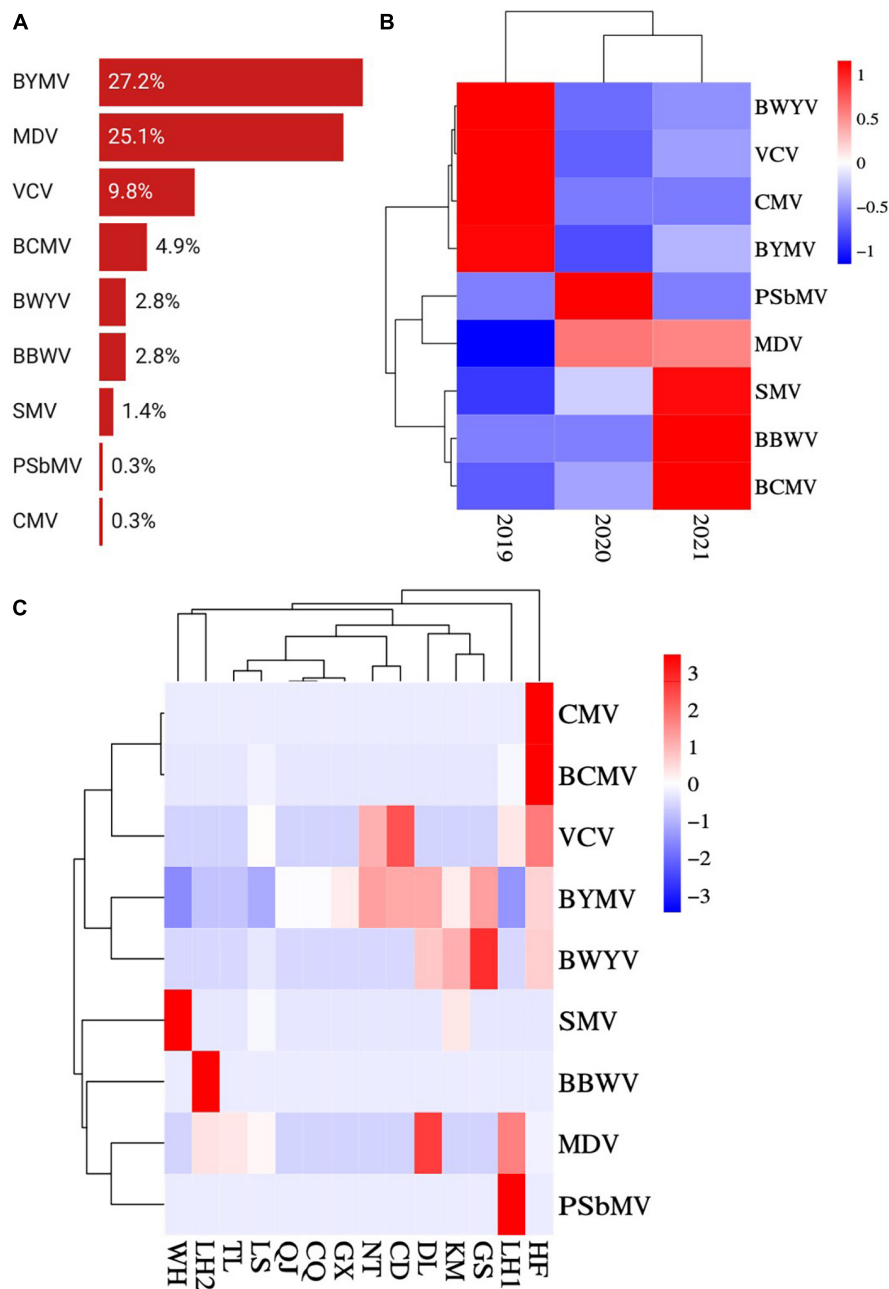 A
BYMV 27.2%
MDV 25.1%
VCV 9.8%
BCMV 4.9%
BWYV 2.8%
BBWV 2.8%
SMV 1.4%
PSbMV 0.3%
CMV 0.3%
B
BWYV
VCV
CMV
BYMV
PSbMV
MDV
SMV
BBWV
BCMV
2019 2020 2021
1
0.5
0
−0.5
−1
C
CMV
BCMV
VCV
BYMV
BWYV
SMV
BBWV
MDV
PSbMV
WH LH2 TL LS QJ CQ GX NT CD DL KM GS LH1 HF
3
2
1
0
−1
−2
−3